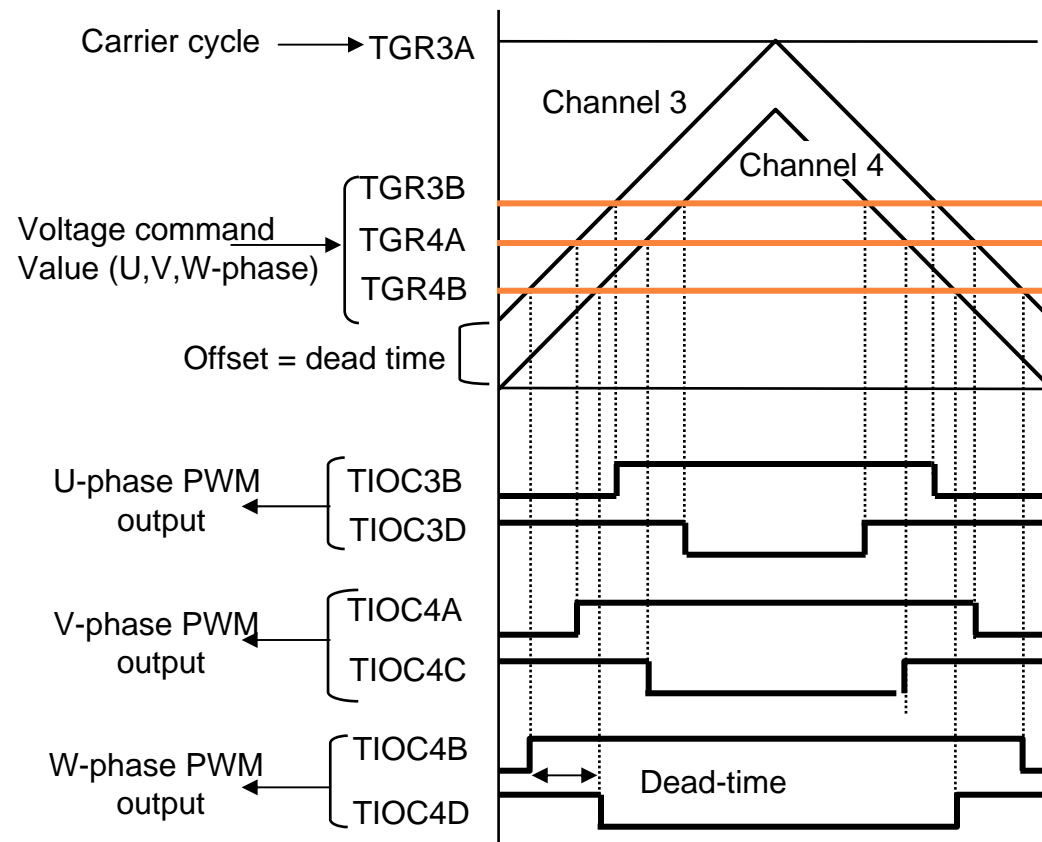 Carrier cycle
TGR3A
Channel 3
Channel 4
TGR3B
Voltage command
Value (U,V,W-phase)
TGR4A
TGR4B
Offset = dead time
U-phase PWM
output
TIOC3B
TIOC3D
V-phase PWM
output
TIOC4A
TIOC4C
W-phase PWM
output
TIOC4B
TIOC4D
Dead-time